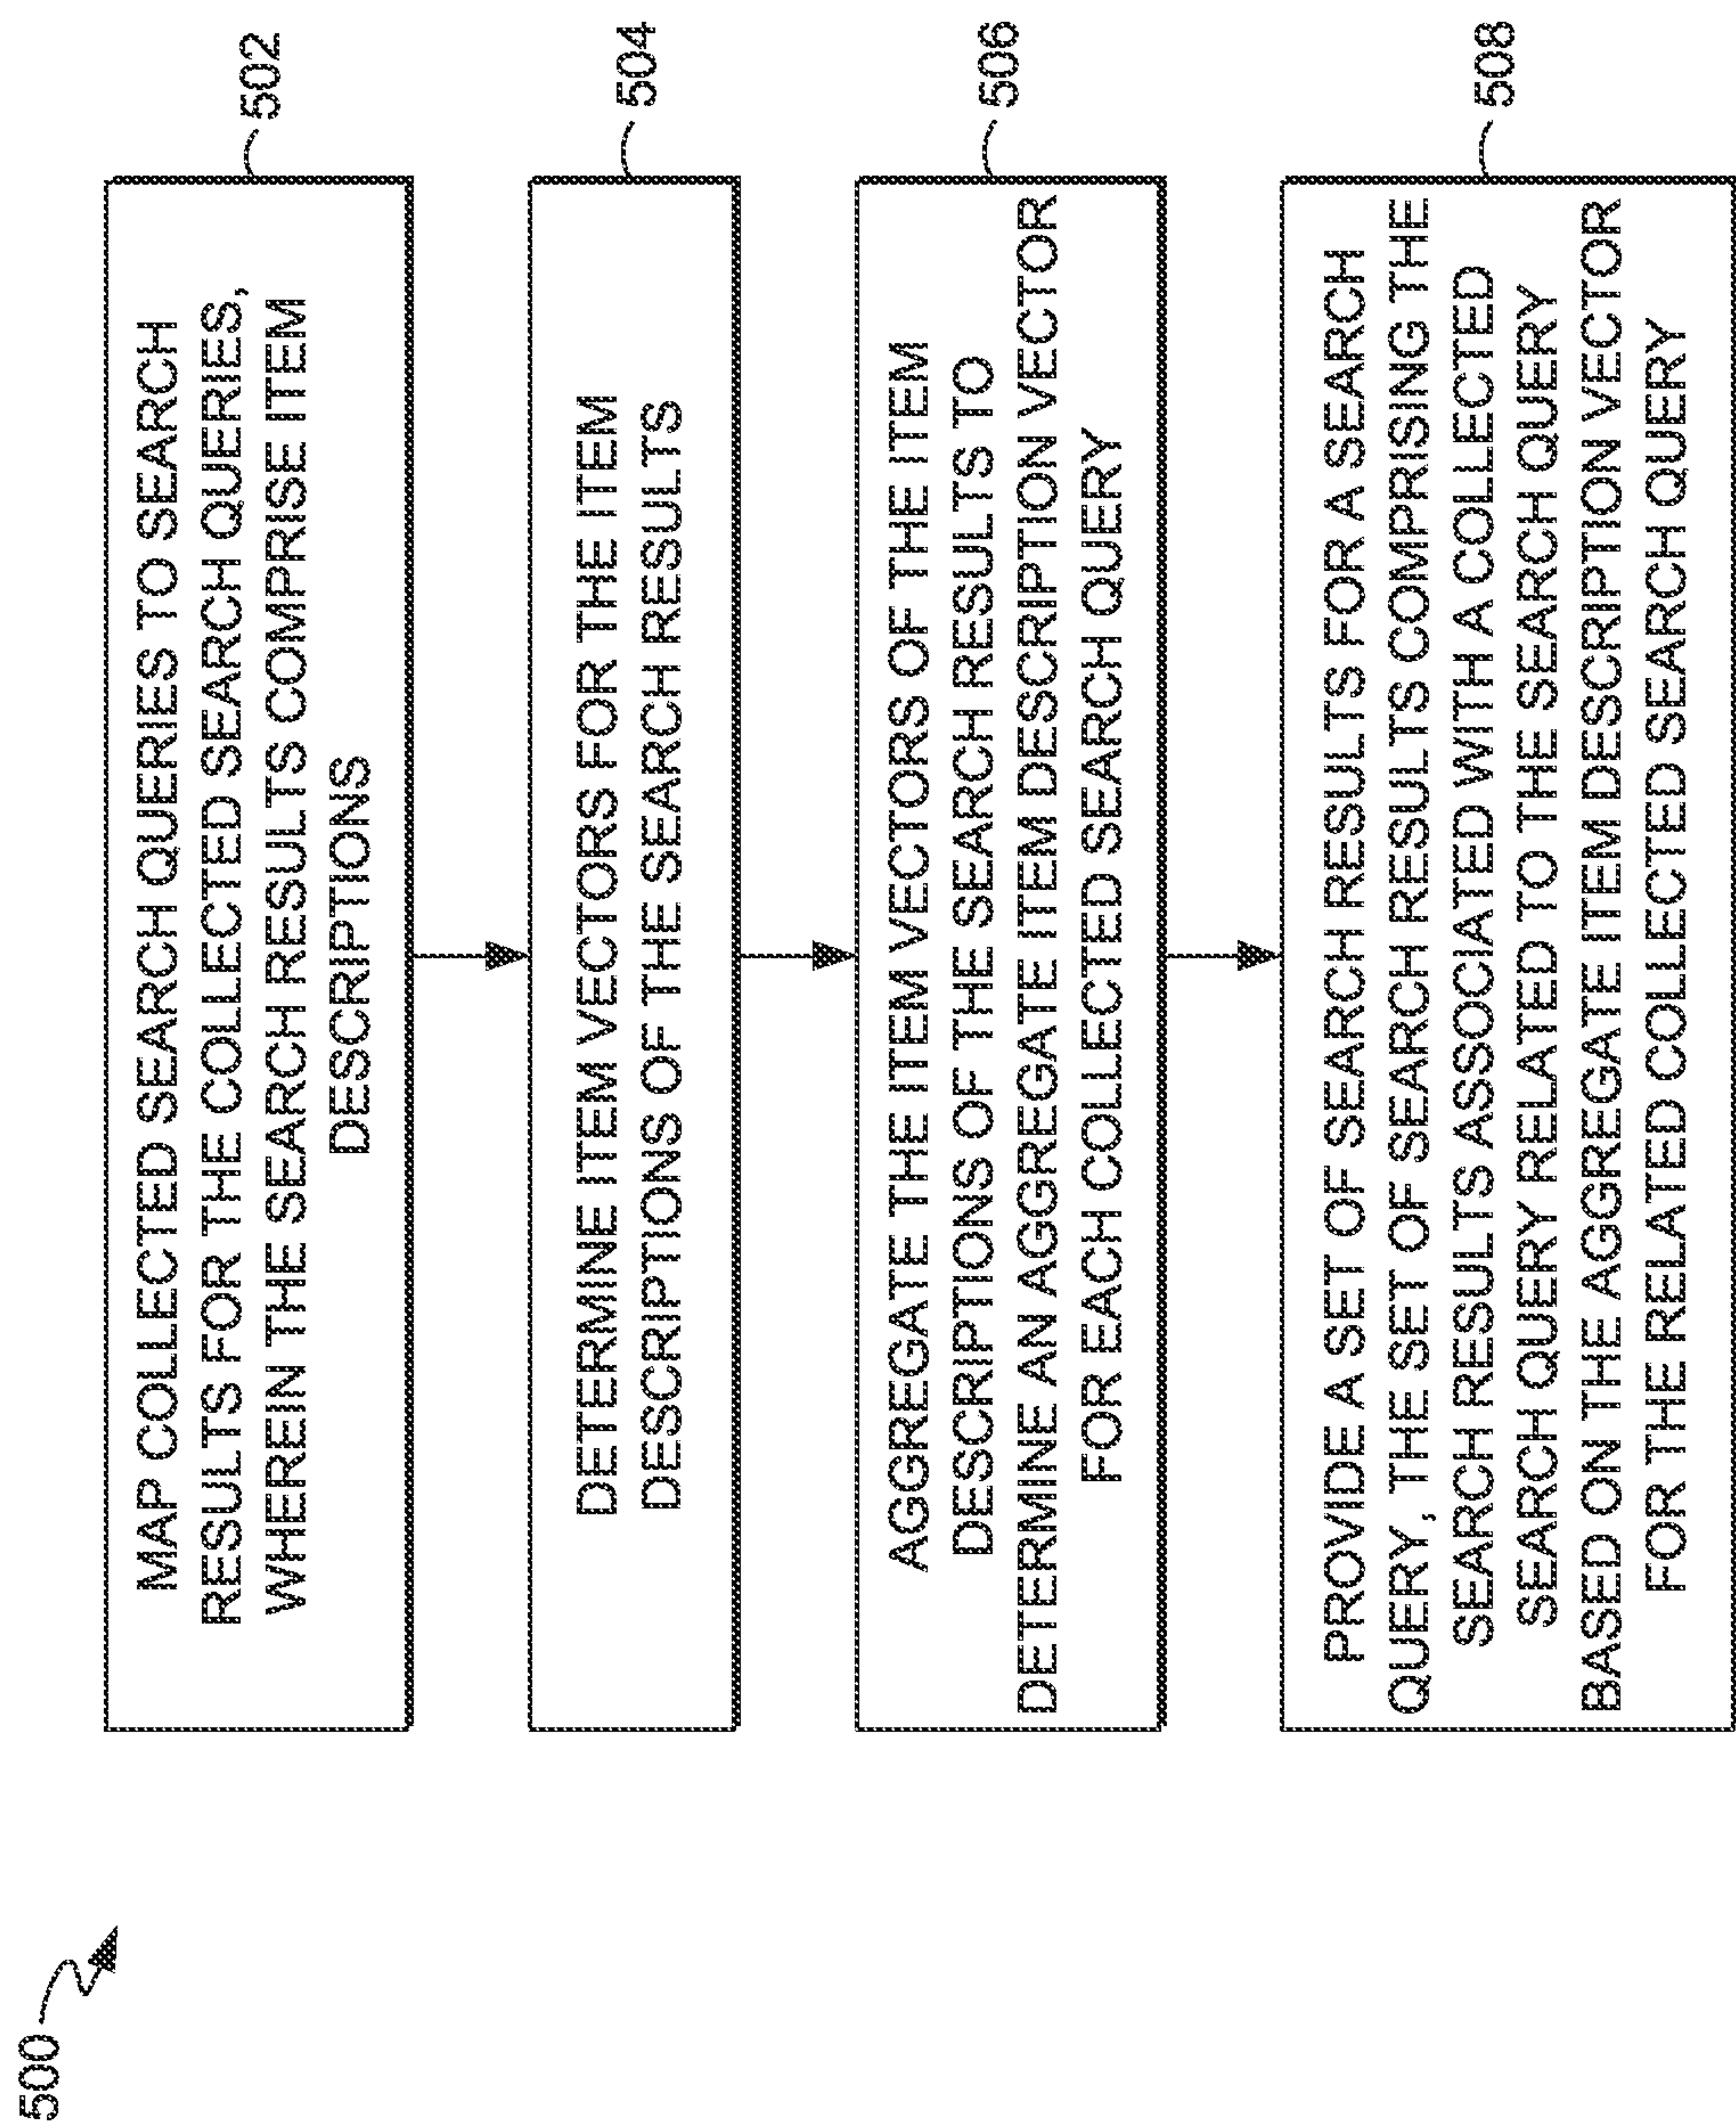 500
MAP COLLECTED SEARCH QUERIES TO SEARCH
RESULTS FOR THE COLLECTED SEARCH QUERIES,
WHEREIN THE SEARCH RESULTS COMPRISE ITEM
DESCRIPTIONS
502
DETERMINE ITEM VECTORS FOR THE ITEM
DESCRIPTIONS OF THE SEARCH RESULTS
504
AGGREGATE THE ITEM VECTORS OF THE ITEM
DESCRIPTIONS OF THE SEARCH RESULTS TO
DETERMINE AN AGGREGATE ITEM DESCRIPTION VECTOR
FOR EACH COLLECTED SEARCH QUERY
506
PROVIDE A SET OF SEARCH RESULTS FOR A SEARCH
QUERY, THE SET OF SEARCH RESULTS COMPRISING THE
SEARCH RESULTS ASSOCIATED WITH A COLLECTED
SEARCH QUERY RELATED TO THE SEARCH QUERY
BASED ON THE AGGREGATE ITEM DESCRIPTION VECTOR
FOR THE RELATED COLLECTED SEARCH QUERY
508